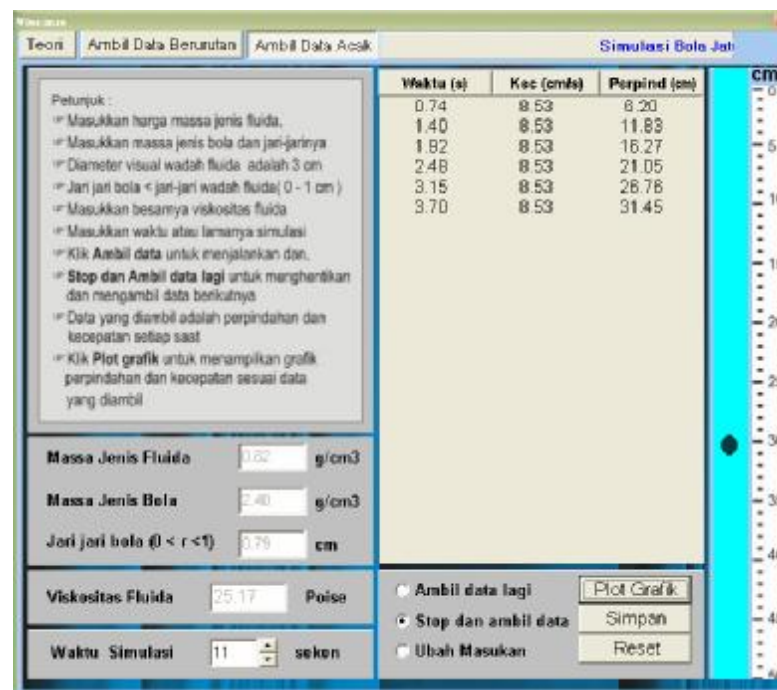 Teori Ambil Data Berurutan Ambil Data Acak Simulasi Bola Jatu
Petunjuk :
Masukkan harga massa jenis fluida,
Masukkan massa jenis bola dan jari-jarinya
Diameter visual wadah fluida adalah 3 cm
Jari jari bola < jari-jari wadah fluida( 0 - 1 cm )
Masukkan besarnya viskositas fluida
Masukkan waktu atau lamanya simulasi
Klik Ambil data untuk menjalankan dan,
Stop dan Ambil data lagi untuk menghentikan
dan mengambil data berikutnya
Data yang diambil adalah perpindahan dan
kecepatan setiap saat
Klik Plot grafik untuk menampilkan grafik
perpindahan dan kecepatan sesuai data
yang diambil
Waktu (s) Kec (cm/s) Perpind (cm)
0.74 8.53 6.20
1.40 8.53 11.83
1.92 8.53 16.27
2.48 8.53 21.05
3.15 8.53 26.76
3.70 8.53 31.45
cm
0
5
Massa Jenis Fluida 0.82 g/cm3
Massa Jenis Bola 2.40 g/cm3
Jari jari bola (0 < r <1) 0.79 cm
Viskositas Fluida 25.17 Poise
Waktu Simulasi 11 sekon
Ambil data lagi Plot Grafik
Stop dan ambil data Simpan
Ubah Masukan Reset